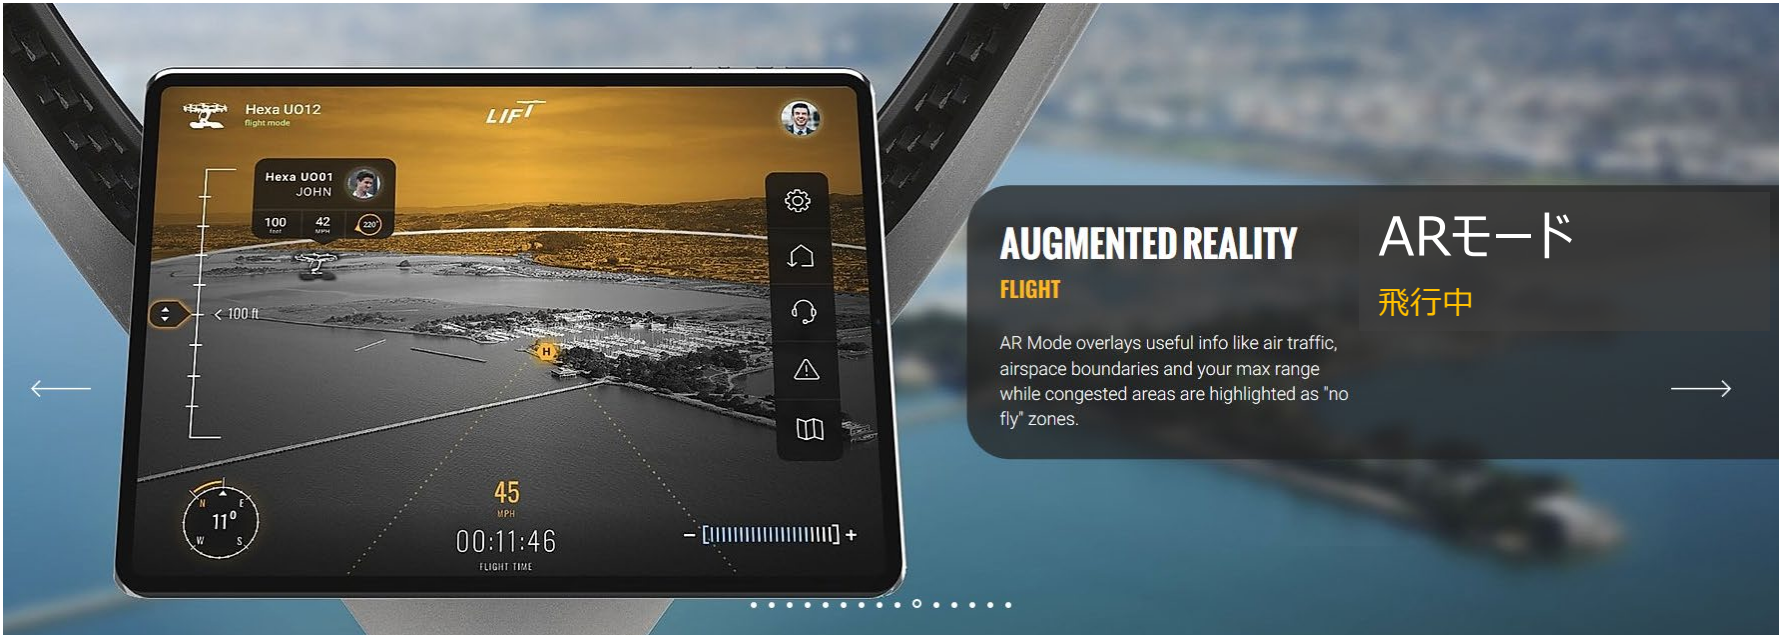 Hexa UO12
flight mode
LIFT
Hexa UO01
JOHN
100
feet
42
MPH
220°
< 100 ft
H
N
E
11°
W
S
45
MPH
00:11:46
FLIGHT TIME
− +
AUGMENTED REALITY
FLIGHT
AR Mode overlays useful info like air traffic,
airspace boundaries and your max range
while congested areas are highlighted as "no
fly" zones.
ARモード
飛行中